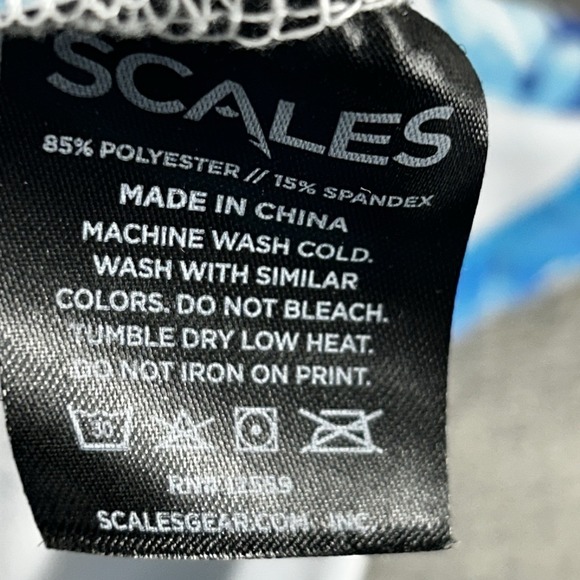 SCALES
85% POLYESTER // 15% SPANDEX
MADE IN CHINA
MACHINE WASH COLD.
WASH WITH SIMILAR
COLORS. DO NOT BLEACH.
TUMBLE DRY LOW HEAT.
DO NOT IRON ON PRINT.
30
RN#
SCALESGEAR.COM, INC.